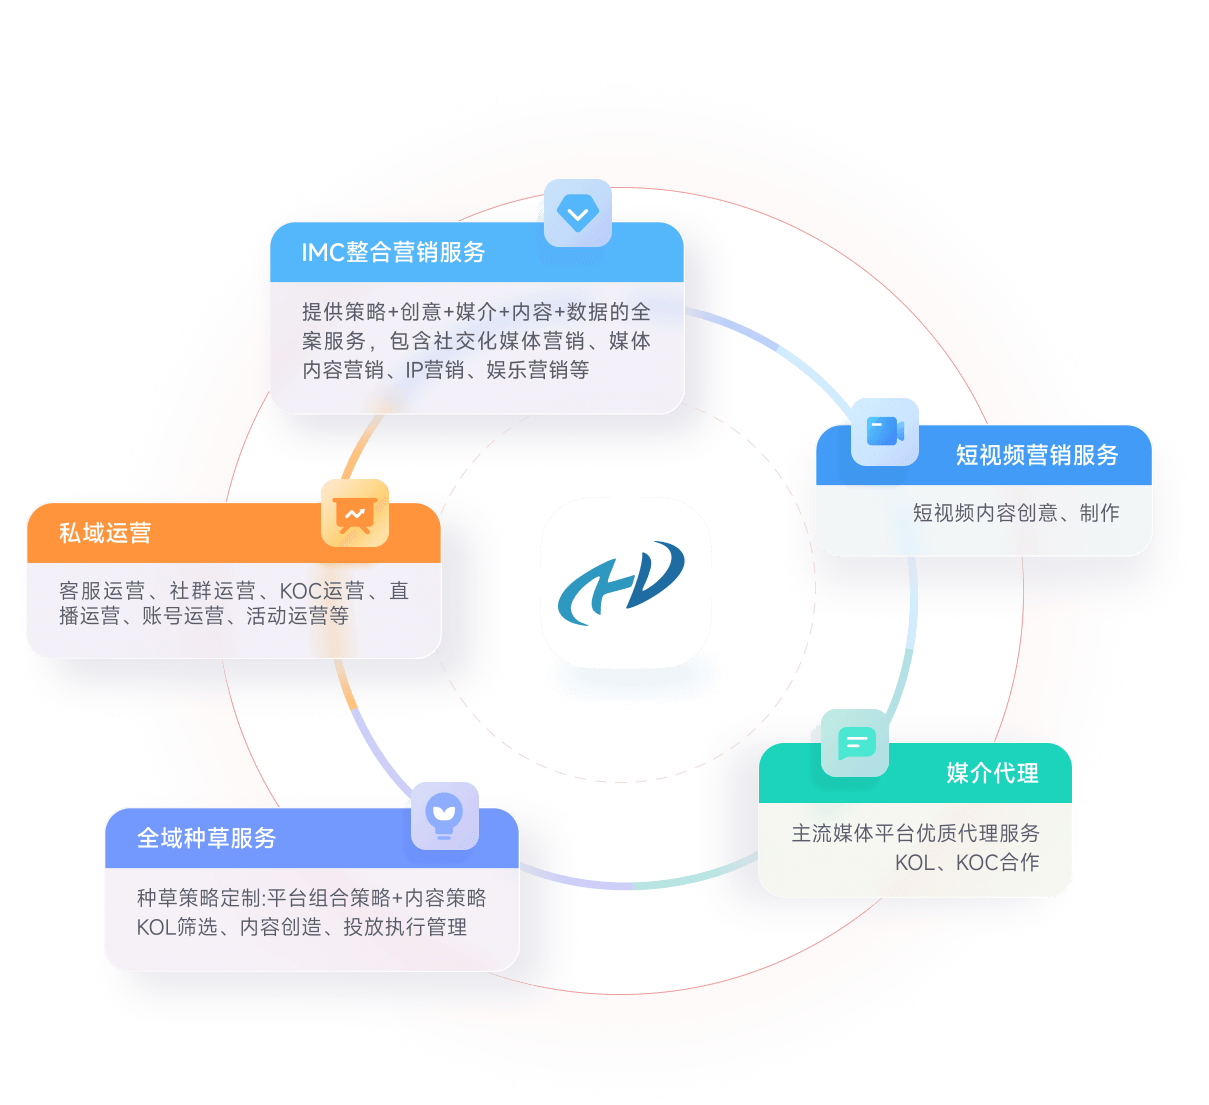 IMC整合营销服务
提供策略+创意+媒介+内容+数据的全
案服务，包含社交化媒体营销、媒体
内容营销、IP营销、娱乐营销等
短视频营销服务
短视频内容创意、制作
私域运营
客服运营、社群运营、KOC运营、直
播运营、账号运营、活动运营等
媒介代理
主流媒体平台优质代理服务
KOL、KOC合作
全域种草服务
种草策略定制:平台组合策略+内容策略
KOL筛选、内容创造、投放执行管理